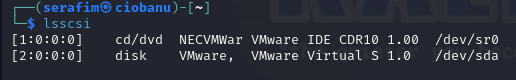 ┌──(serafim㉿ciobanu)-[~]
└─$ lsscsi
[1:0:0:0]    cd/dvd  NECVMWar VMware IDE CDR10 1.00  /dev/sr0
[2:0:0:0]    disk    VMware,  VMware Virtual S 1.0   /dev/sda